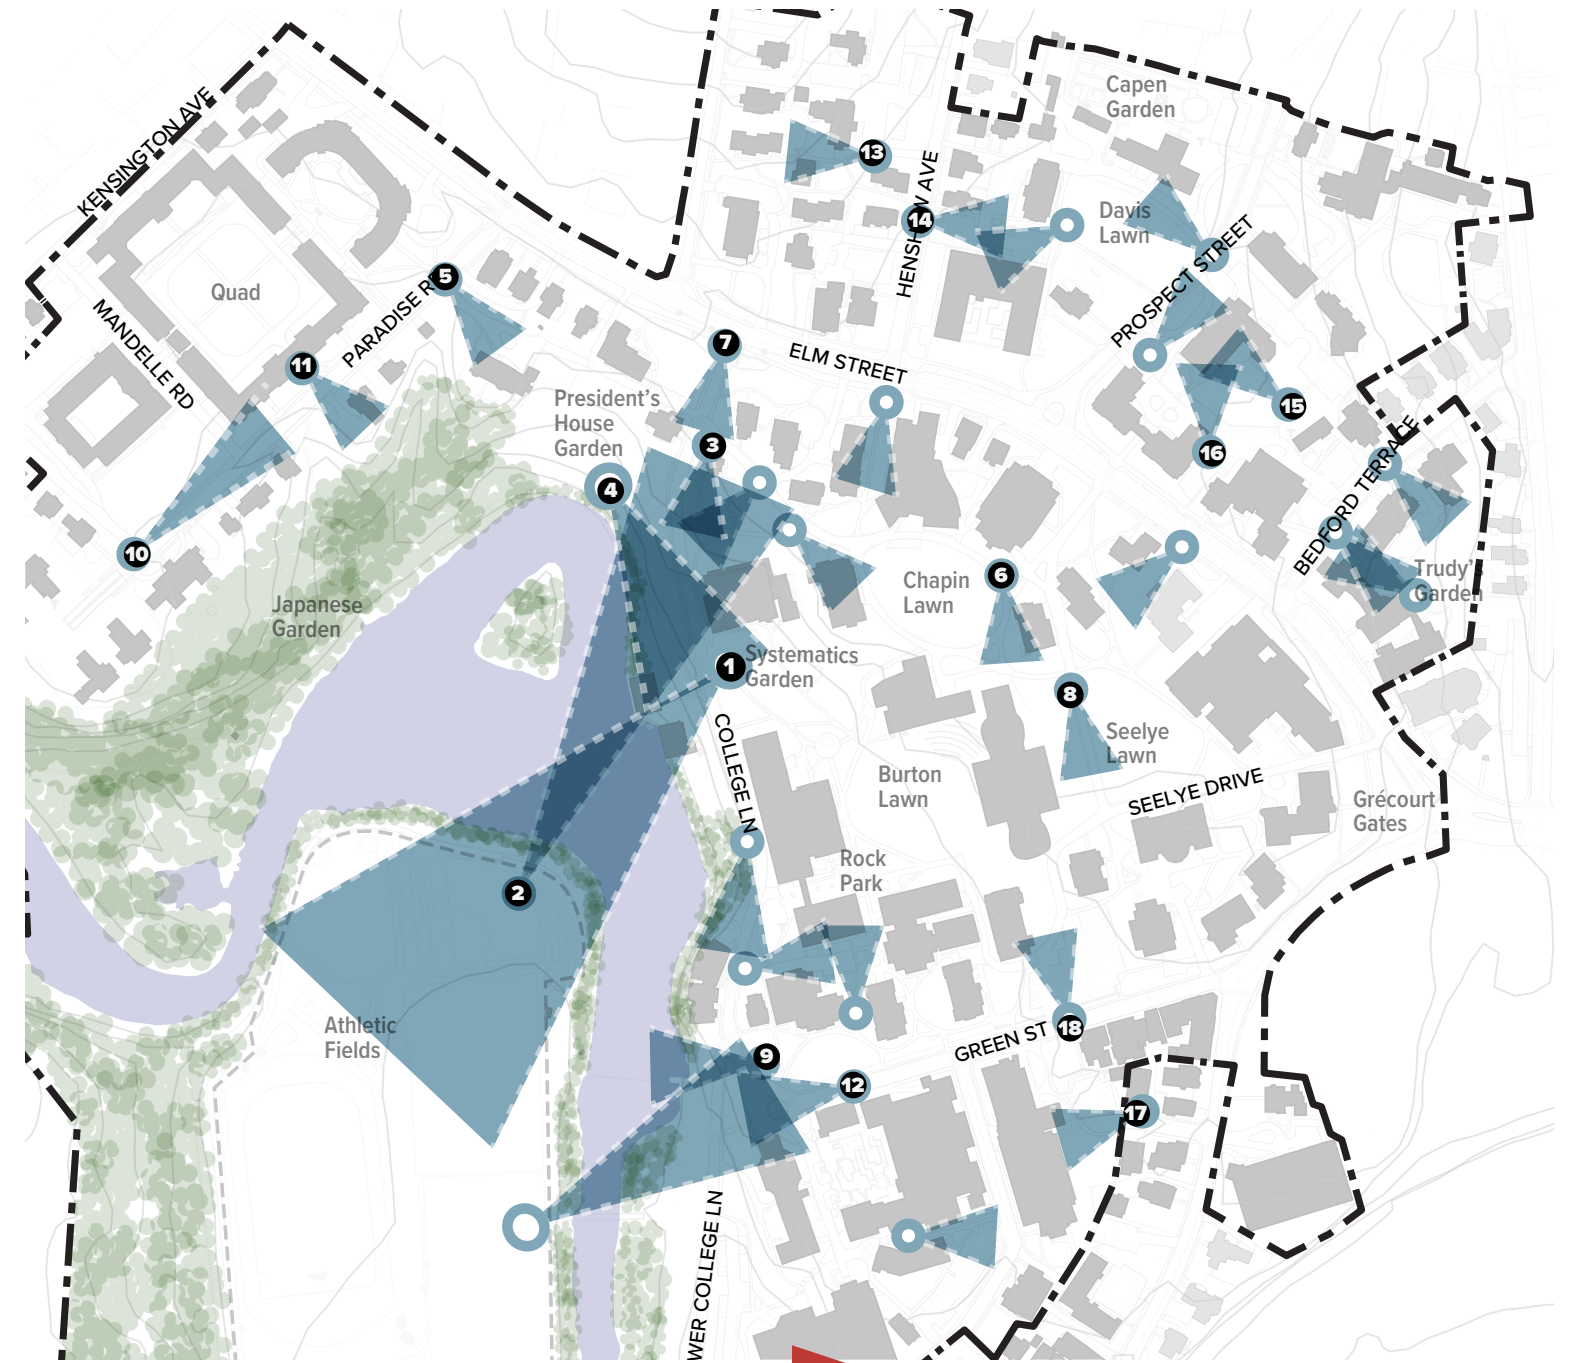 Capen
Garden
KENSINGTON AVE
13
HENSHAW AVE
14
Davis
Lawn
PROSPECT STREET
5
Quad
PARADISE R
MANDELLE RD
7
ELM STREET
11
President's
House
Garden
3
15
16
4
BEDFORD TERRACE
10
Chapin
Lawn
6
Trudy's
Garden
Japanese
Garden
1
Systematics
Garden
8
COLLEGE LN
Seelye
Lawn
Burton
Lawn
SEELYE DRIVE
Grécourt
Gates
Rock
Park
2
Athletic
Fields
GREEN ST
18
9
12
17
WER COLLEGE LN